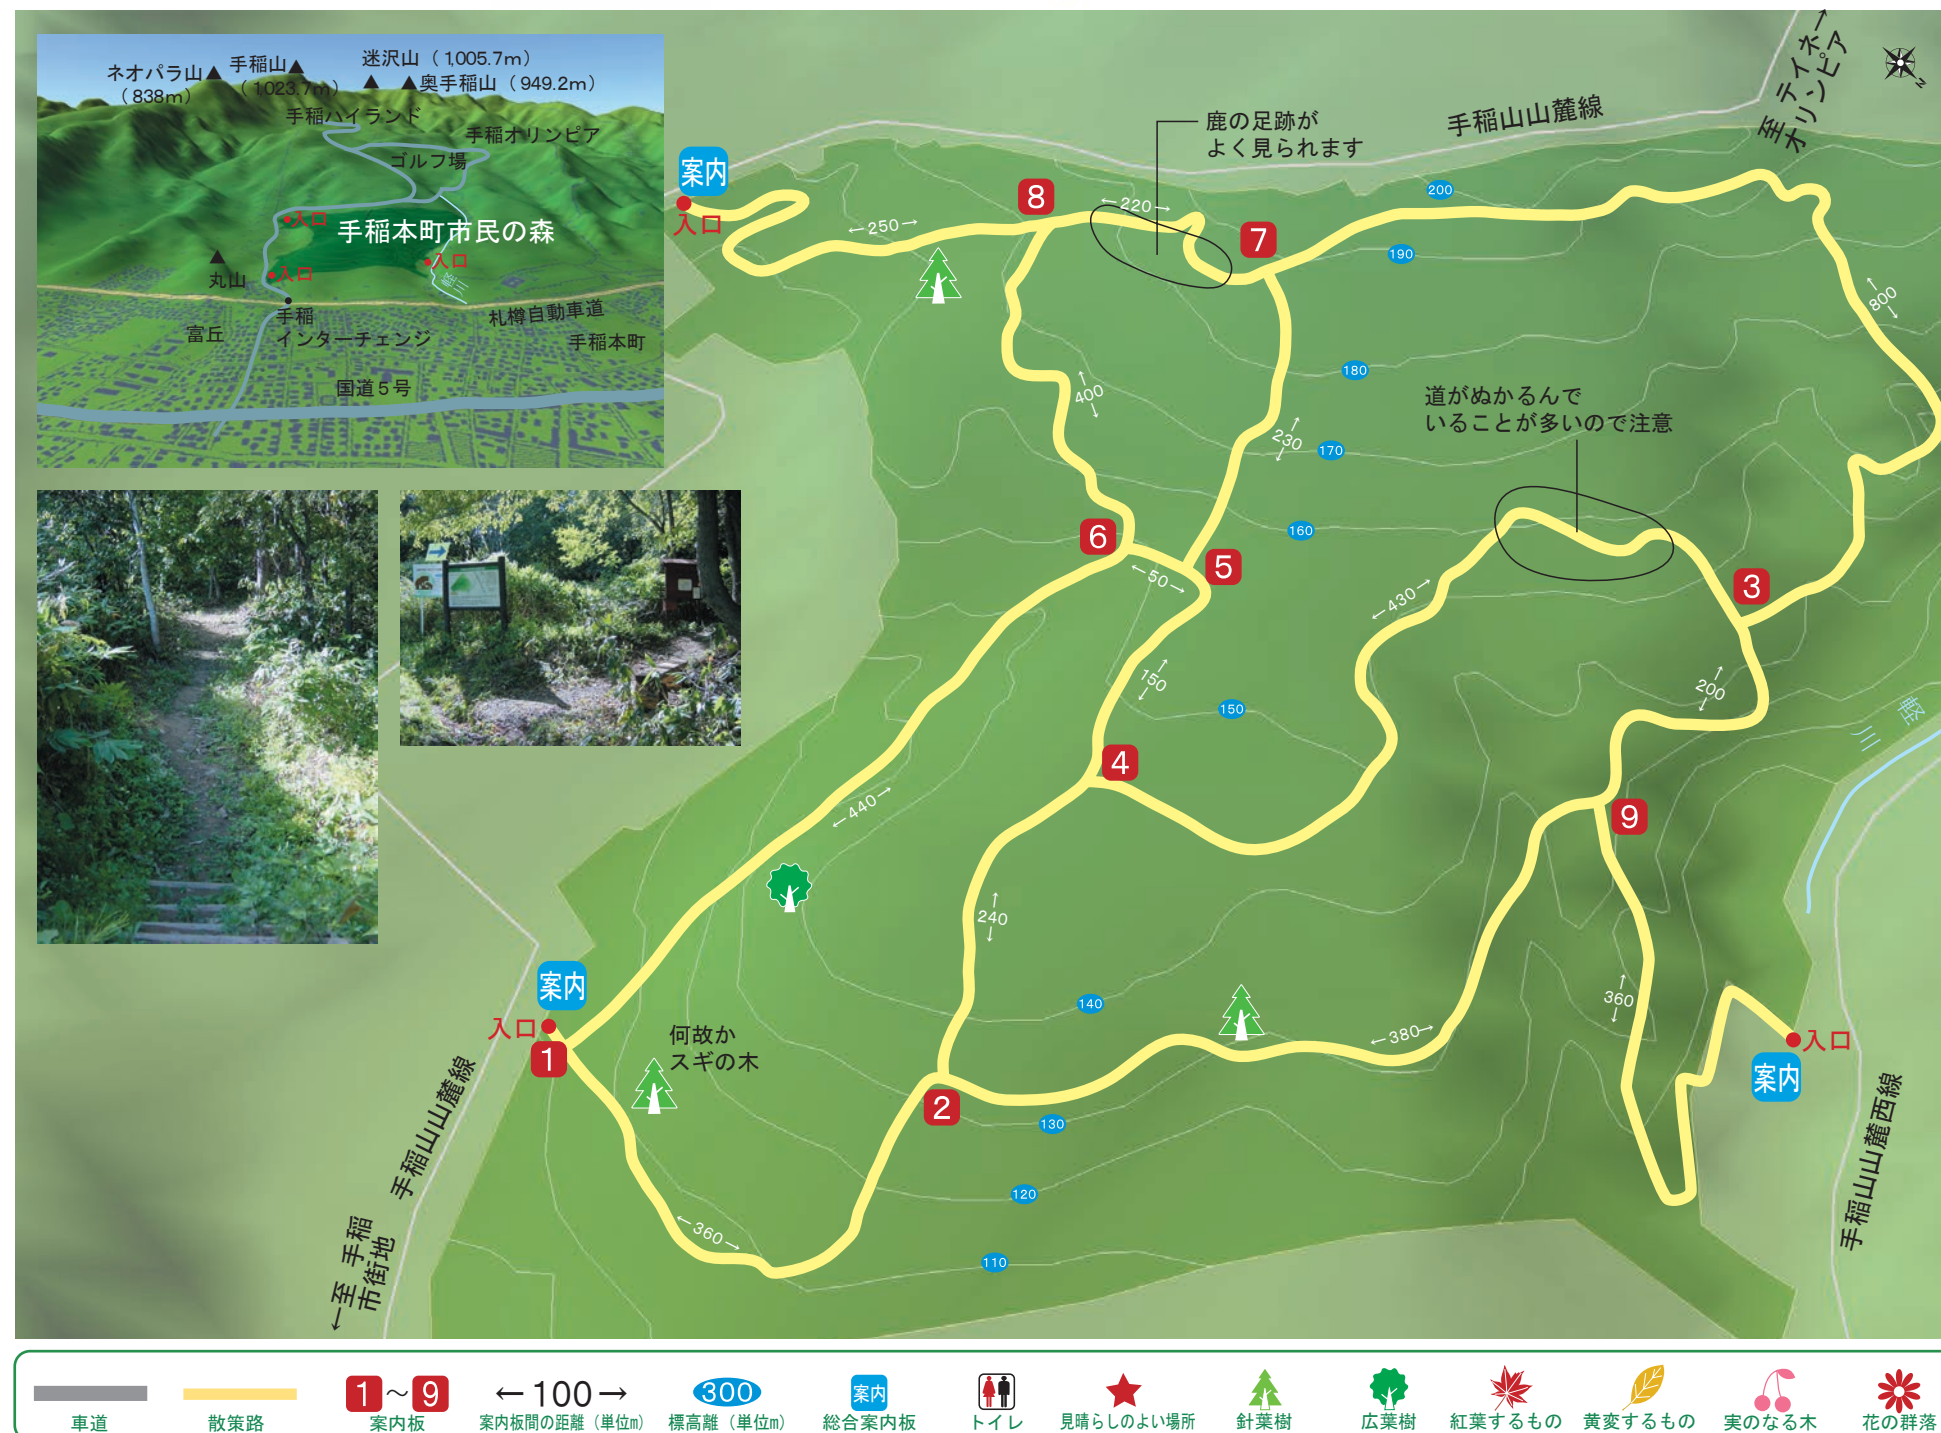 ネオパラ山
（838m）
手稲山
（1023.7m）
迷沢山（1,005.7m）
奥手稲山（949.2m）
手稲ハイランド
手稲オリンピア
ゴルフ場
入口
手稲本町市民の森
入口
入口
軽川
丸山
手稲
インターチェンジ
富丘
札樽自動車道
手稲本町
国道5号
案内
入口
←250→
8
←220→
鹿の足跡が
よく見られます
7
手稲山山麓線
至
テイネ→
オリンピア
N
200
190
←800→
180
←400→
←230→
170
道がぬかるんで
いることが多いので注意
160
6
5
←50→
←430→
3
←150→
150
←200→
軽川
4
←440→
9
←240→
140
←360→
案内
入口
1
何故か
スギの木
←380→
入口
案内
2
130
120
110
←360→
手稲山山麓線
←至 手稲
市街地
手稲山山麓西線
1～9
←100→
300
案内
車道
散策路
案内板
案内板間の距離（単位m）
標高離（単位m）
総合案内板
トイレ
見晴らしのよい場所
針葉樹
広葉樹
紅葉するもの
黄変するもの
実のなる木
花の群落